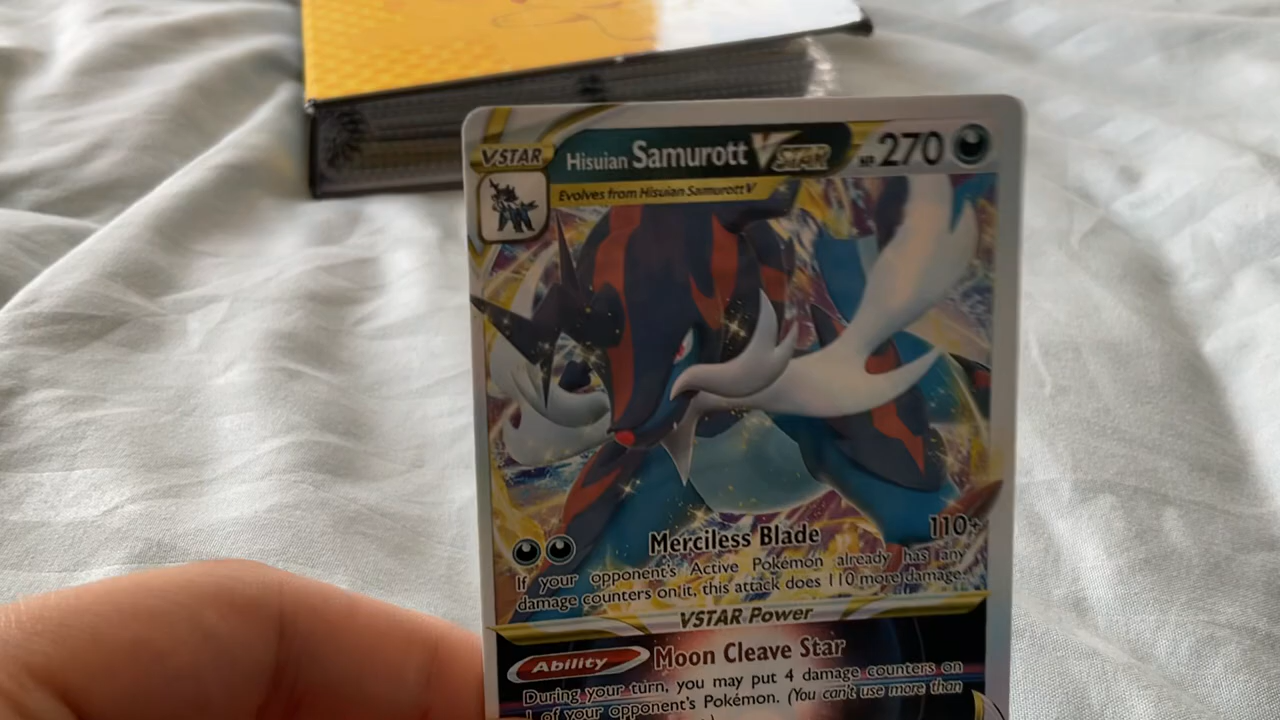 VSTAR
Hisuian Samurott VSTAR
HP 270
Evolves from Hisuian Samurott V
Merciless Blade 110+
If your opponent's Active Pokémon already has any
damage counters on it, this attack does 110 more damage.
VSTAR Power
Ability Moon Cleave Star
During your turn, you may put 4 damage counters on
1 of your opponent's Pokémon. (You can't use more than